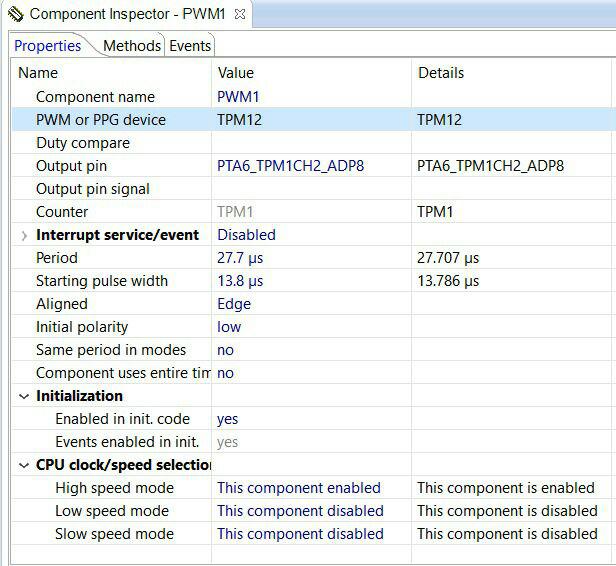 Component Inspector - PWM1
Properties Methods Events
Name Value Details
Component name PWM1
PWM or PPG device TPM12 TPM12
Duty compare
Output pin PTA6_TPM1CH2_ADP8 PTA6_TPM1CH2_ADP8
Output pin signal
Counter TPM1 TPM1
Interrupt service/event Disabled
Period 27.7 µs 27.707 µs
Starting pulse width 13.8 µs 13.786 µs
Aligned Edge
Initial polarity low
Same period in modes no
Component uses entire tim no
Initialization
Enabled in init. code yes
Events enabled in init. yes
CPU clock/speed selection
High speed mode This component enabled This component is enabled
Low speed mode This component disabled This component is disabled
Slow speed mode This component disabled This component is disabled